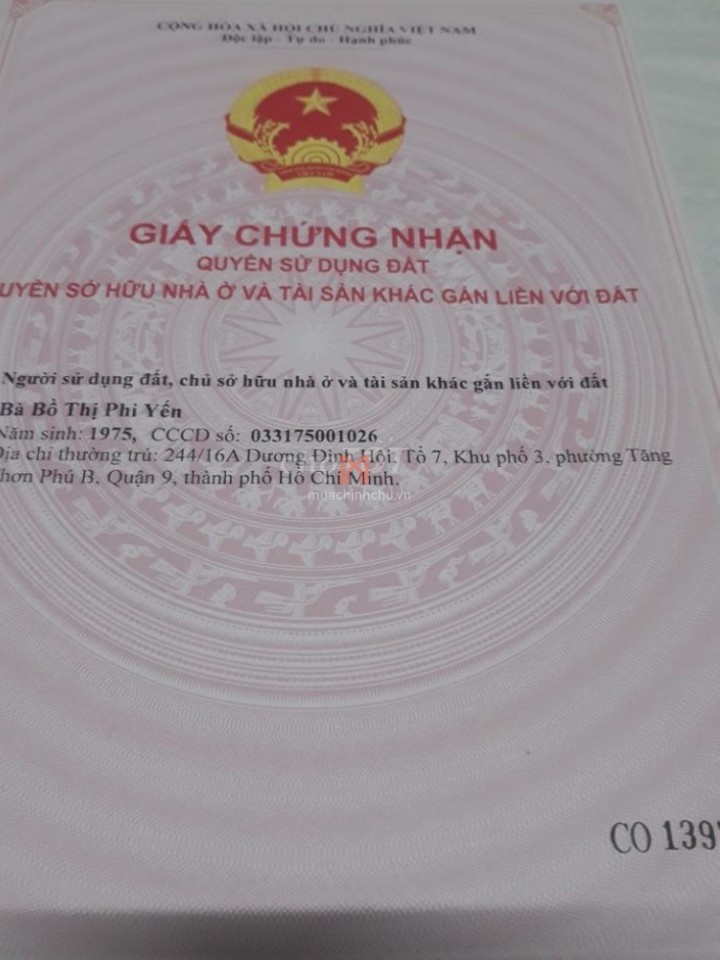 CỘNG HÒA XÃ HỘI CHỦ NGHĨA VIỆT NAM
Độc lập - Tự do - Hạnh phúc
GIẤY CHỨNG NHẬN
QUYỀN SỬ DỤNG ĐẤT
UYỀN SỞ HỮU NHÀ Ở VÀ TÀI SẢN KHÁC GẮN LIỀN VỚI ĐẤT
Người sử dụng đất, chủ sở hữu nhà ở và tài sản khác gắn liền với đất
Bà Bồ Thị Phi Yến
Năm sinh: 1975, CCCD số: 033175001026
Địa chỉ thường trú: 244/16A Dương Đình Hội, Tổ 7, Khu phố 3, phường Tăng
hơn Phú B, Quận 9, thành phố Hồ Chí Minh.
muachinhchu.vn
CO 139